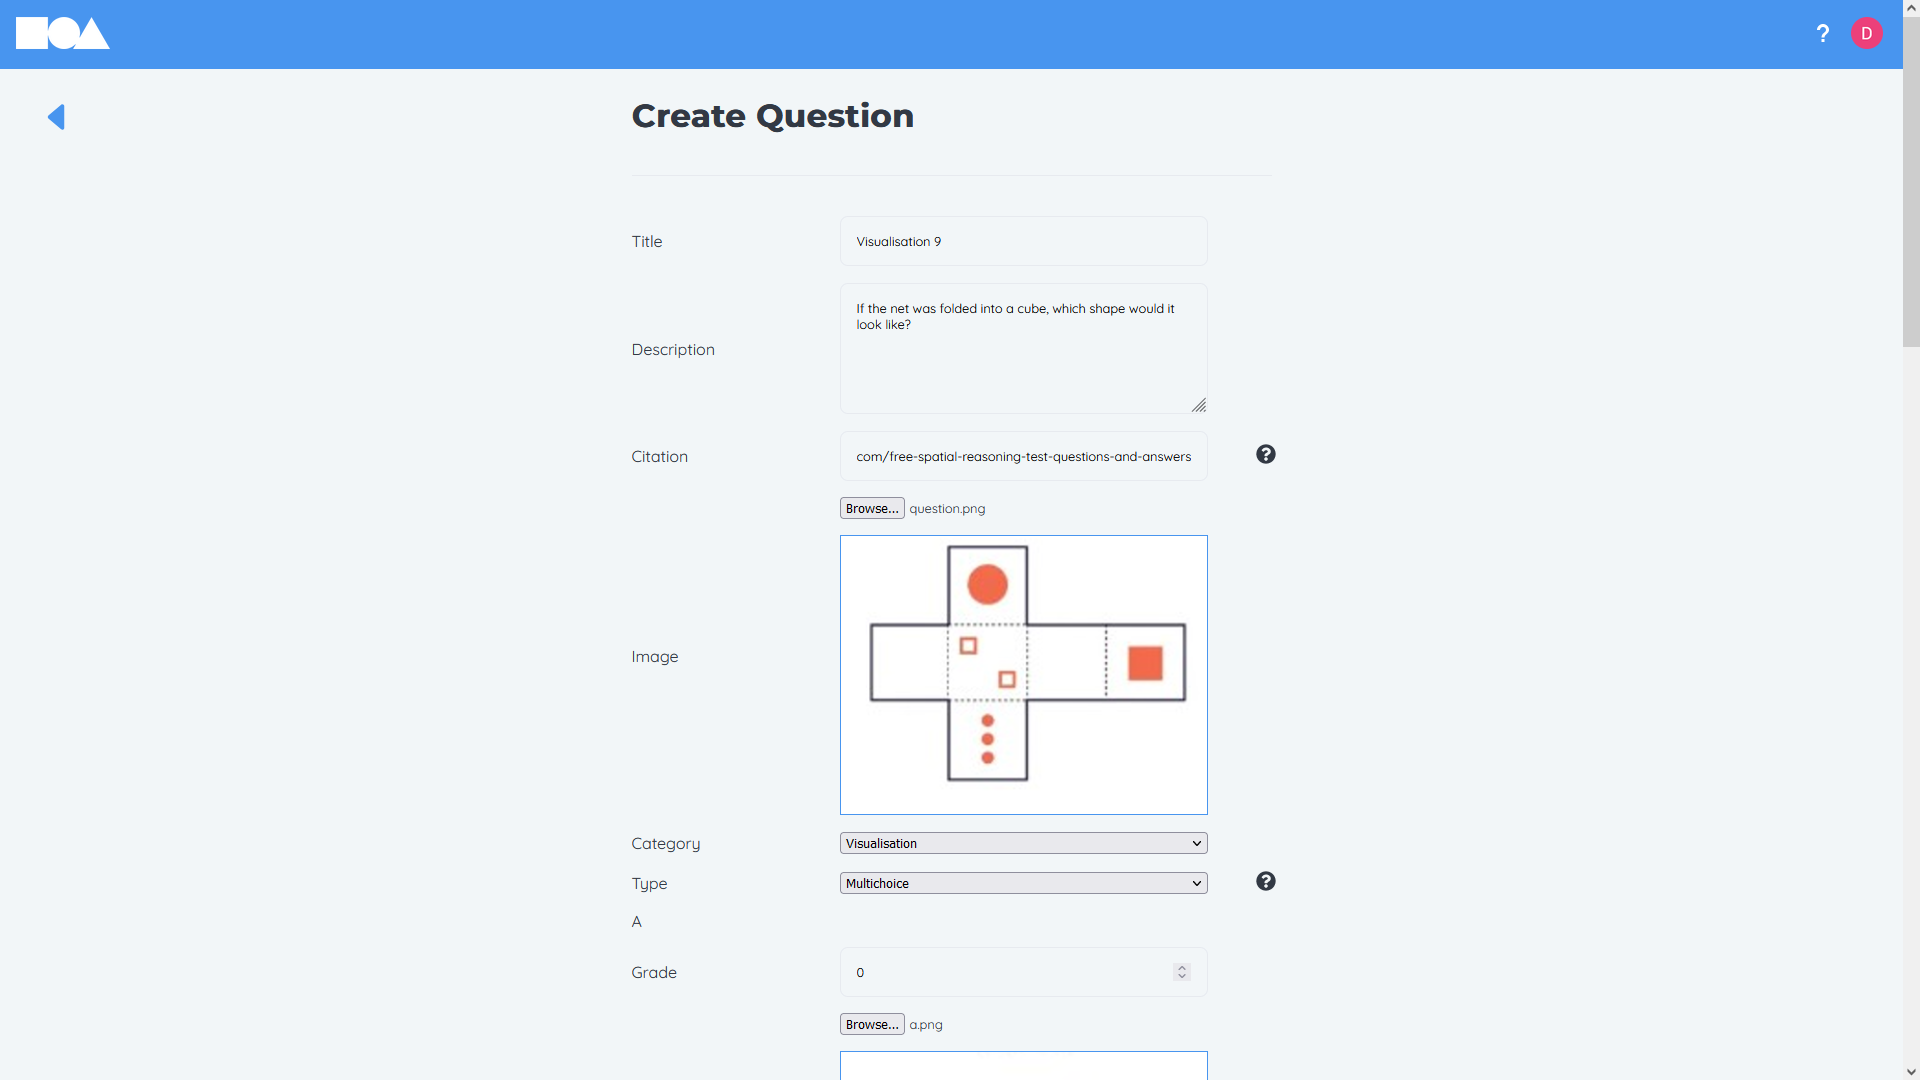 ? D
Create Question
Title
Visualisation 9
Description
If the net was folded into a cube, which shape would it
look like?
Citation
com/free-spatial-reasoning-test-questions-and-answers
?
Browse... question.png
Image
Category
Visualisation
Type
Multichoice
?
A
Grade
0
Browse... a.png